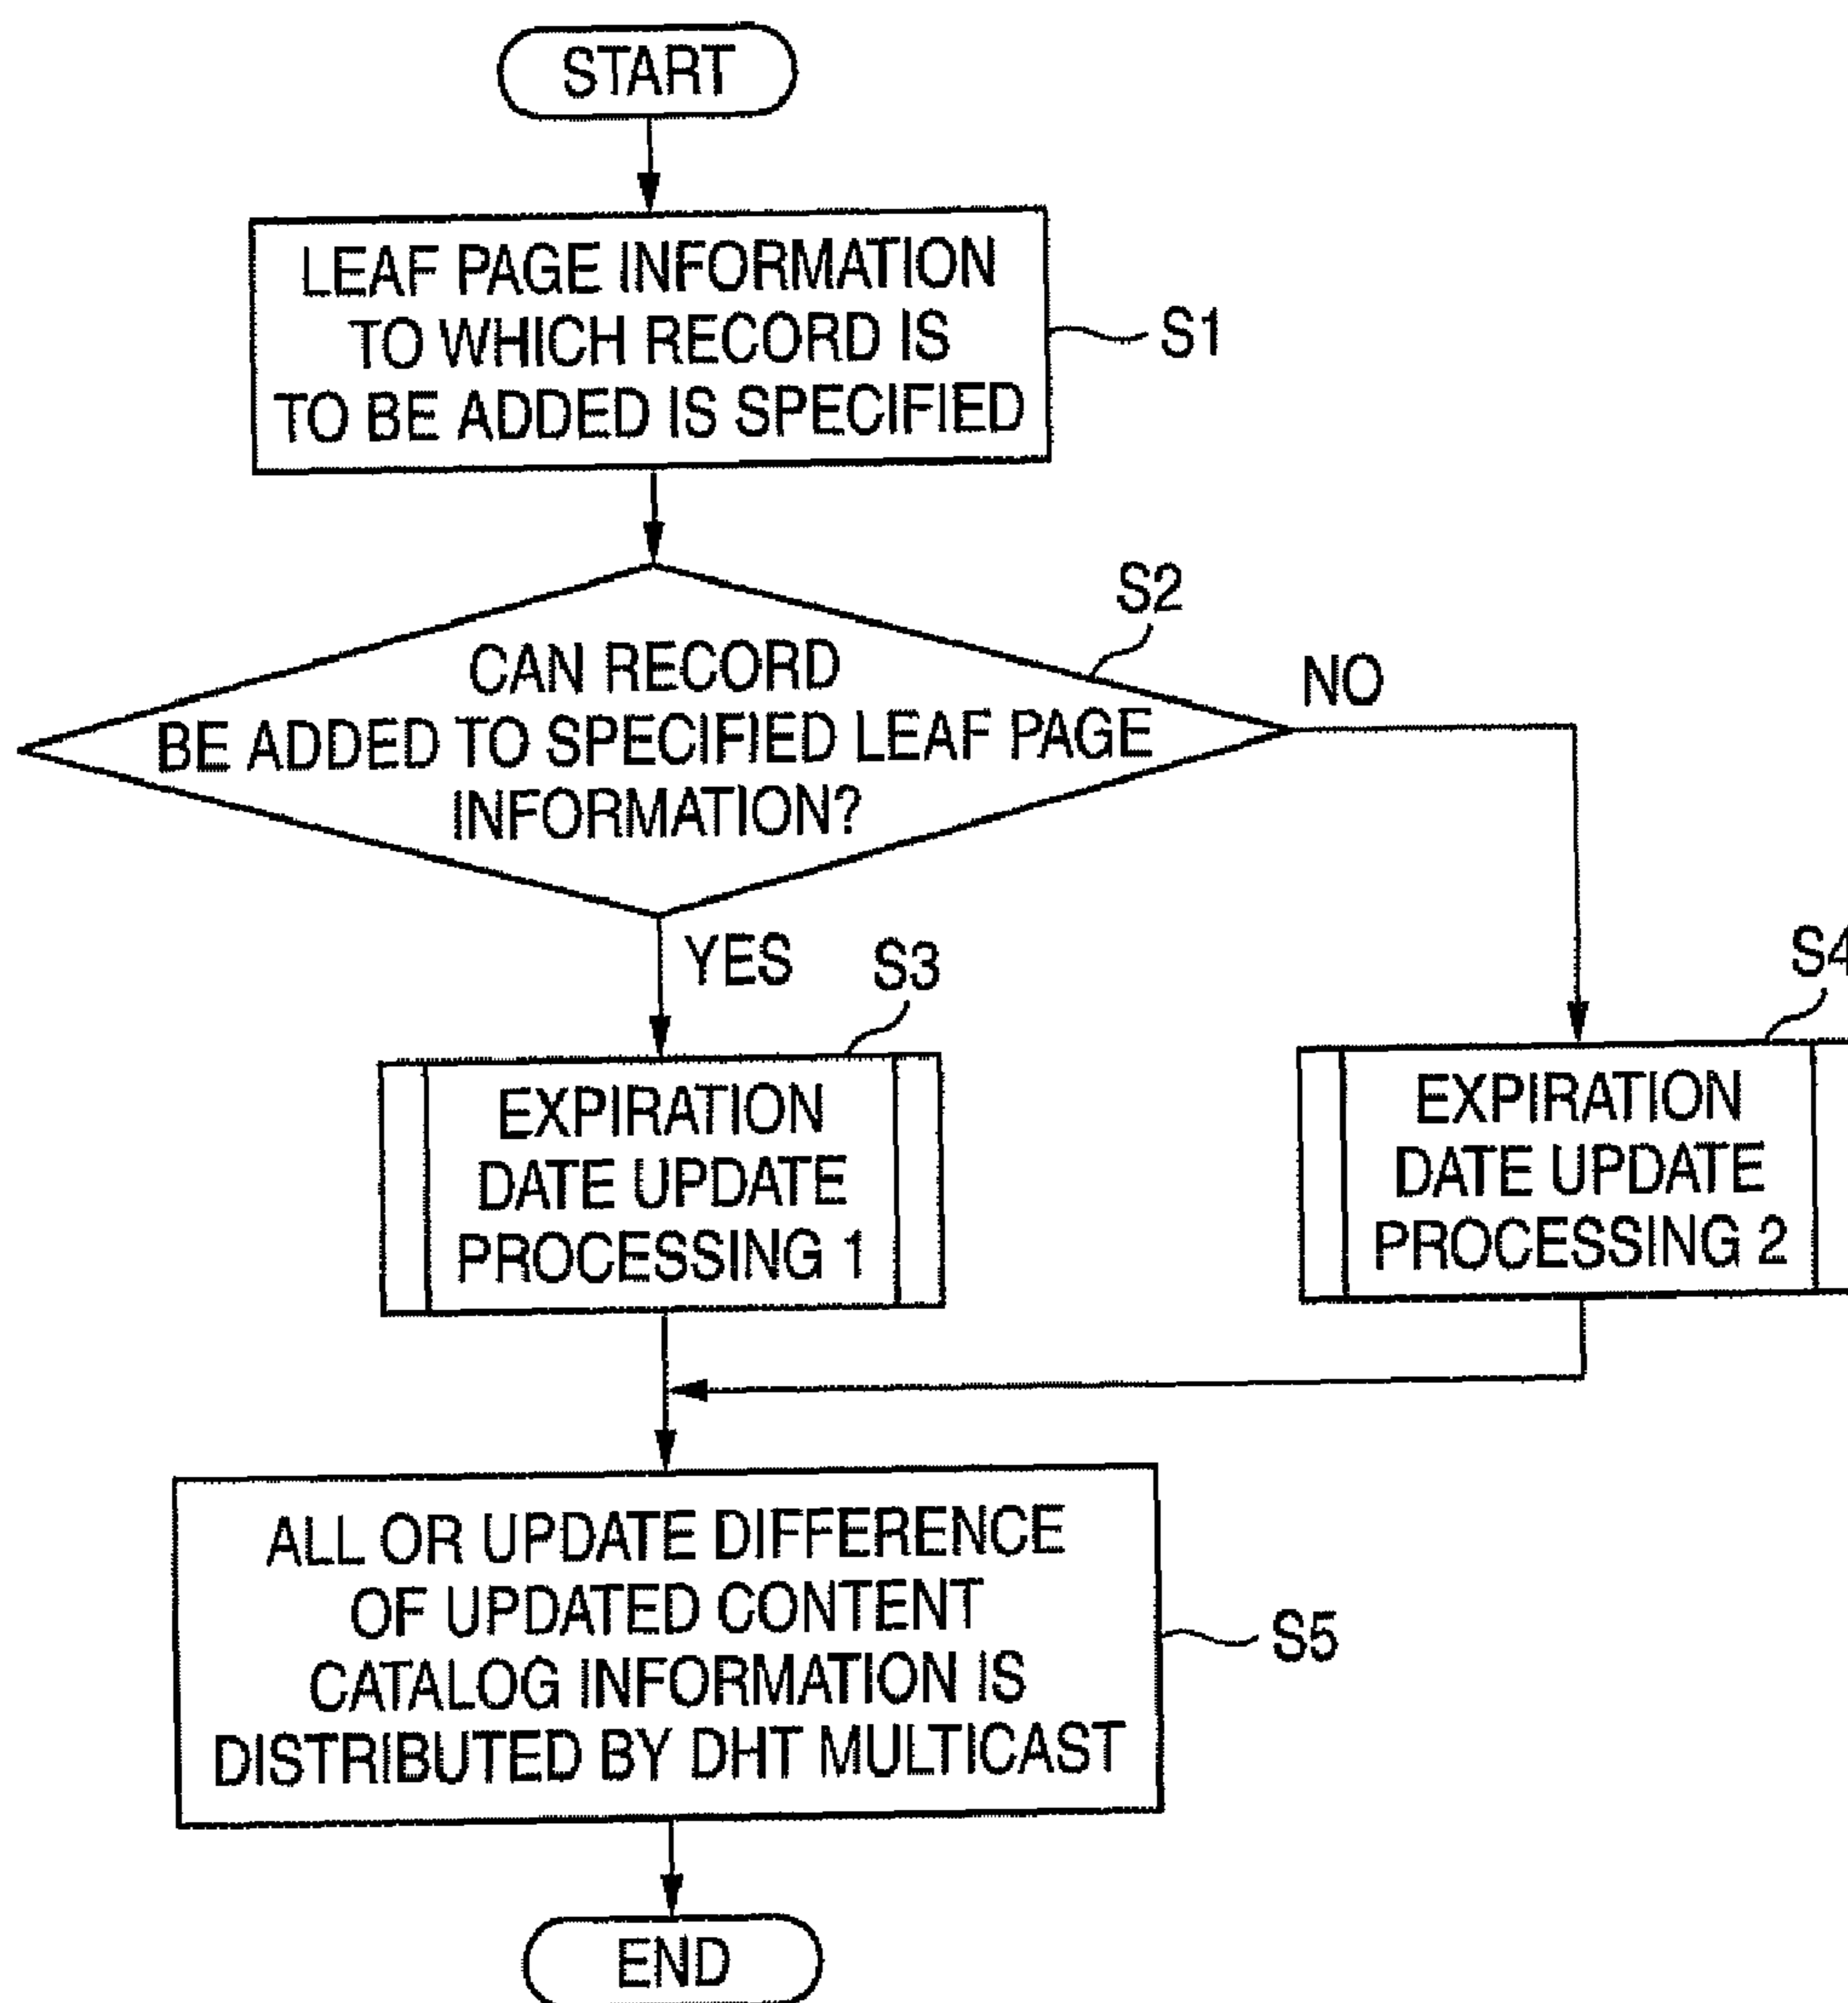 START
LEAF PAGE INFORMATION
TO WHICH RECORD IS
TO BE ADDED IS SPECIFIED
S1
S2
CAN RECORD
BE ADDED TO SPECIFIED LEAF PAGE
INFORMATION?
NO
YES
S3
S4
EXPIRATION
DATE UPDATE
PROCESSING 1
EXPIRATION
DATE UPDATE
PROCESSING 2
ALL OR UPDATE DIFFERENCE
OF UPDATED CONTENT
CATALOG INFORMATION IS
DISTRIBUTED BY DHT MULTICAST
S5
END